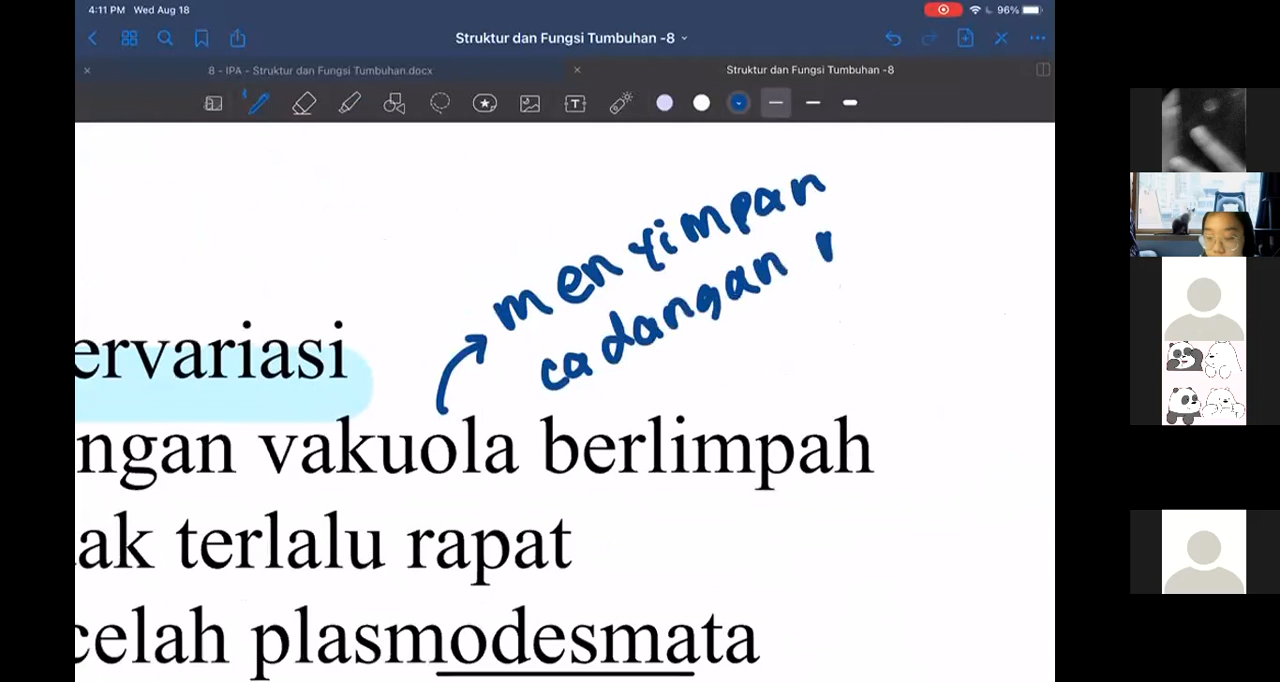 4:11 PM Wed Aug 18
96%
Struktur dan Fungsi Tumbuhan -8
8 - IPA - Struktur dan Fungsi Tumbuhan.docx
Struktur dan Fungsi Tumbuhan -8
T
menyimpan
cadangan
ervariasi
ngan vakuola berlimpah
ak terlalu rapat
celah plasmodesmata